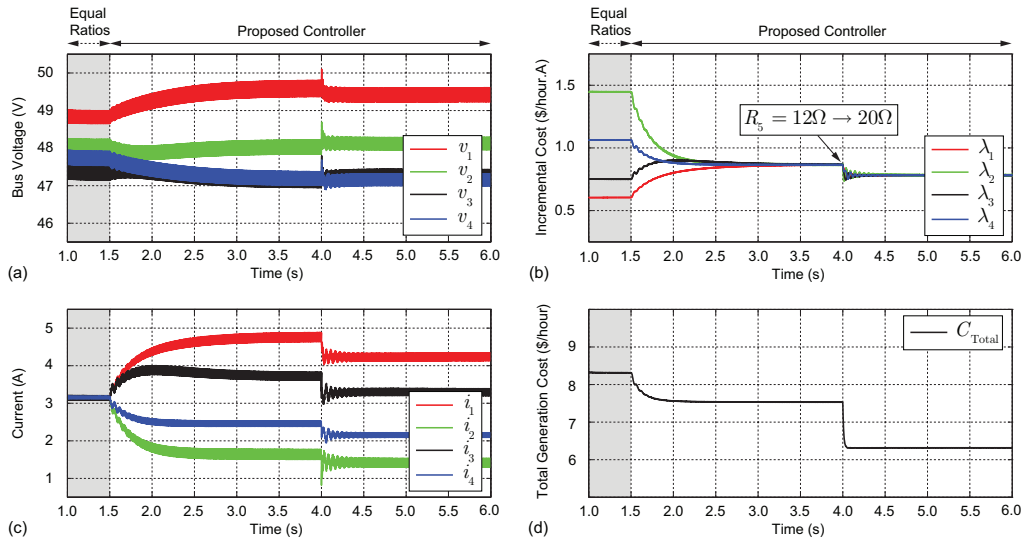 Equal
Ratios
Proposed Controller
Bus Voltage (V)
50
49
48
47
46
45
v1
v2
v3
v4
1.0 1.5 2.0 2.5 3.0 3.5 4.0 4.5 5.0 5.5 6.0
Time (s)
(a)
Equal
Ratios
Proposed Controller
Incremental Cost ($/hour.A)
1.5
1.0
0.5
R5 = 12Ω → 20Ω
λ1
λ2
λ3
λ4
1.0 1.5 2.0 2.5 3.0 3.5 4.0 4.5 5.0 5.5 6.0
Time (s)
(b)
Current (A)
5
4
3
2
1
i1
i2
i3
i4
1.0 1.5 2.0 2.5 3.0 3.5 4.0 4.5 5.0 5.5 6.0
Time (s)
(c)
Total Generation Cost ($/hour)
9
8
7
6
CTotal
1.0 1.5 2.0 2.5 3.0 3.5 4.0 4.5 5.0 5.5 6.0
Time (s)
(d)